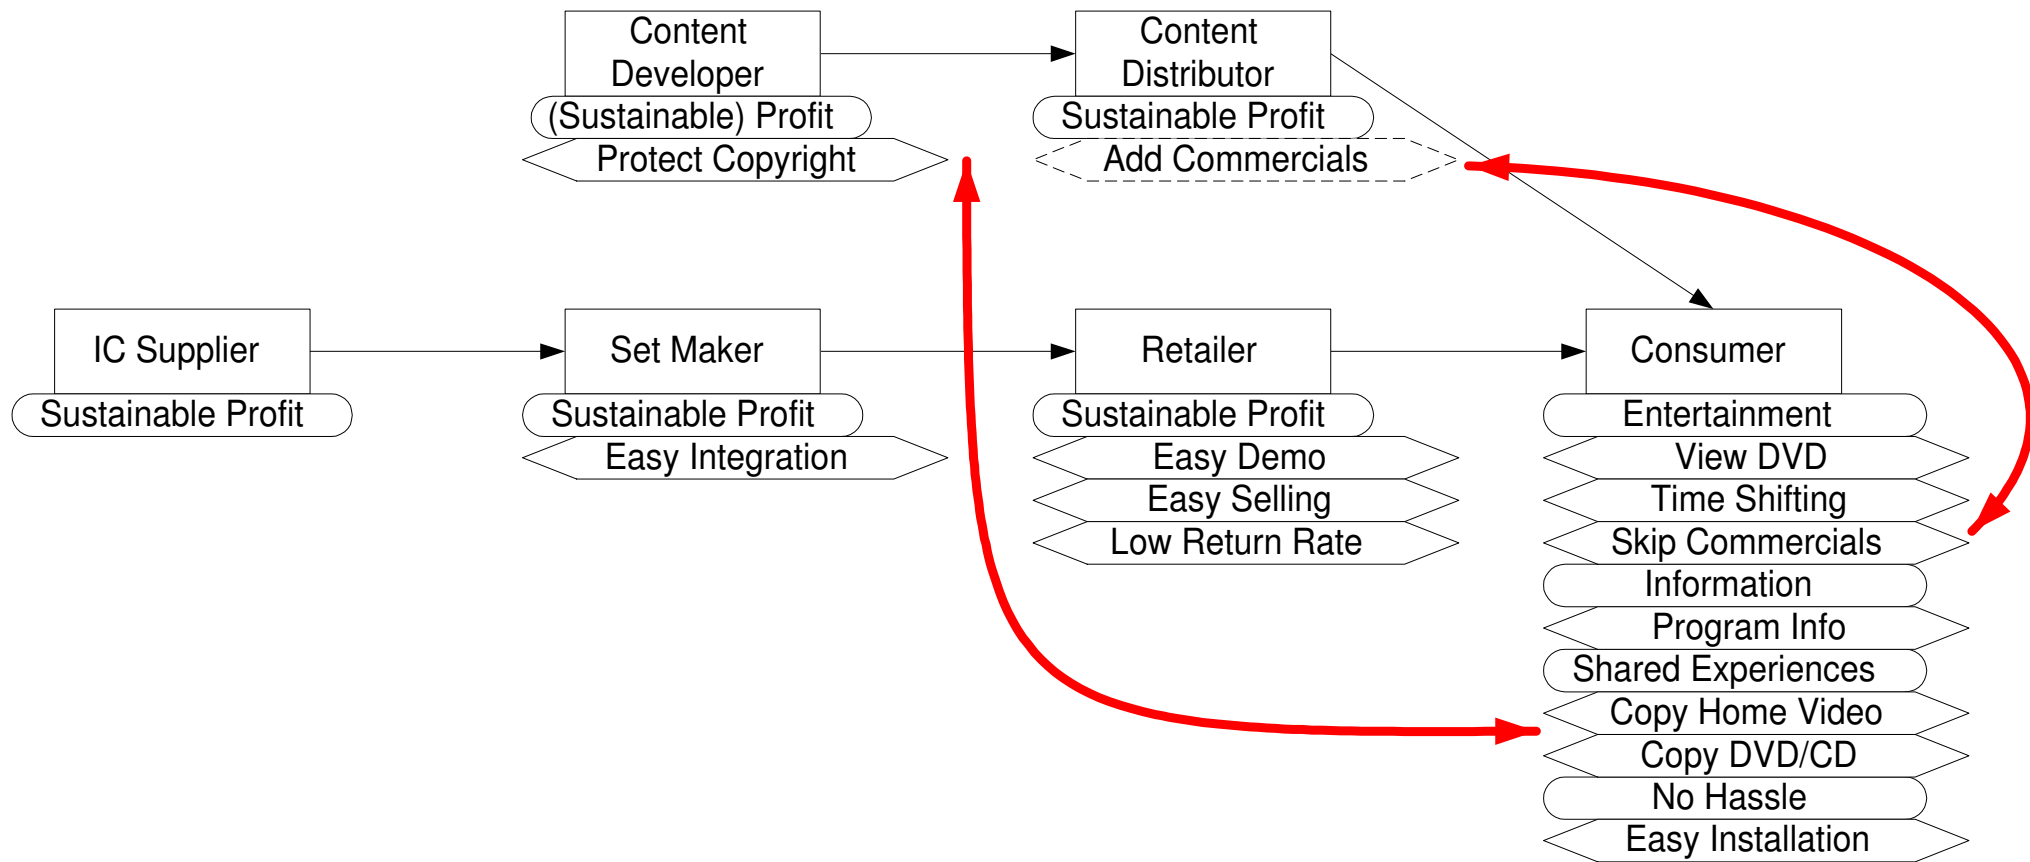 Content
Developer
(Sustainable) Profit
Protect Copyright
Content
Distributor
Sustainable Profit
Add Commercials
IC Supplier
Sustainable Profit
Set Maker
Sustainable Profit
Easy Integration
Retailer
Sustainable Profit
Easy Demo
Easy Selling
Low Return Rate
Consumer
Entertainment
View DVD
Time Shifting
Skip Commercials
Information
Program Info
Shared Experiences
Copy Home Video
Copy DVD/CD
No Hassle
Easy Installation